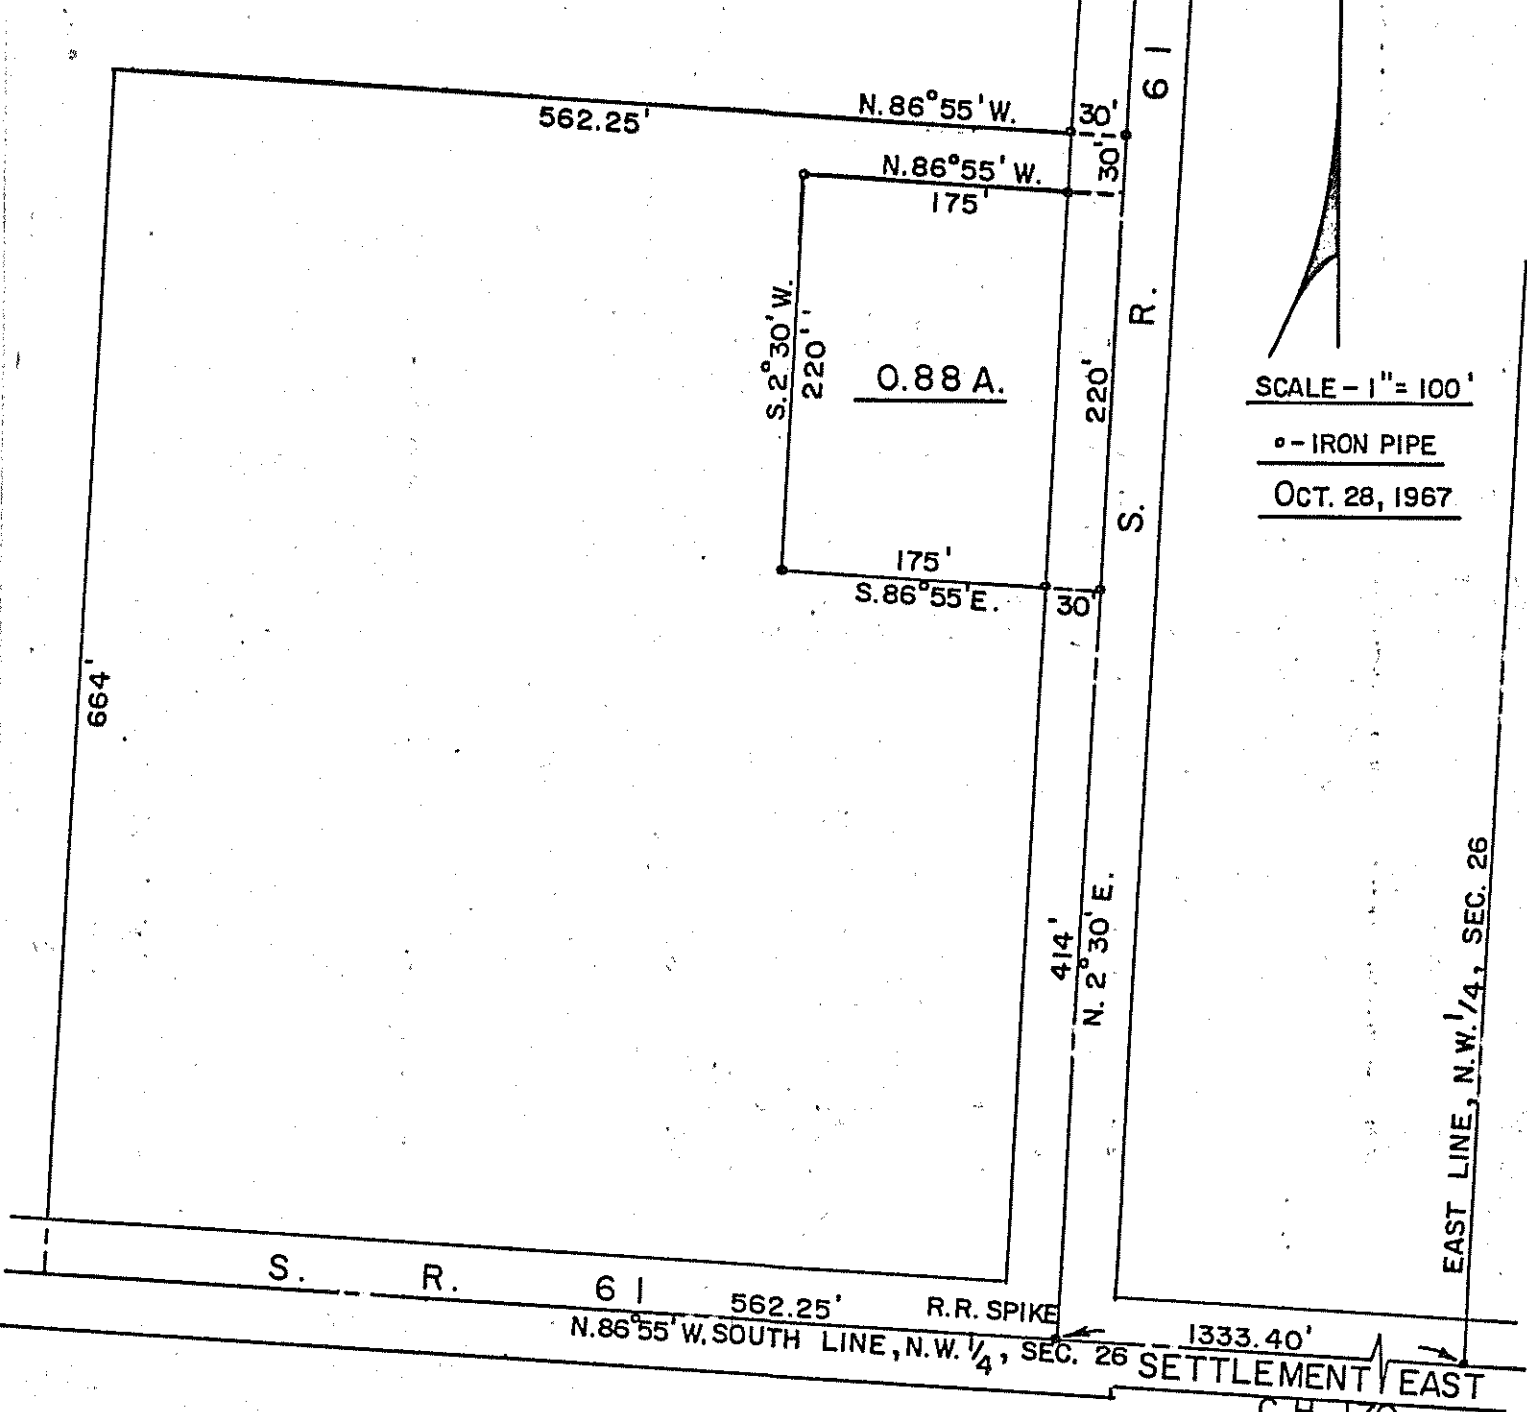 N.86°55'W.
562.25'
30'
30'
N.86°55'W.
175'
S.2°30'W.
220'
0.88 A.
220'
175'
S.86°55'E.
30'
S. R. 61
SCALE - 1" = 100'
o - IRON PIPE
OCT. 28, 1967
664'
414'
N. 2°30' E.
EAST LINE, N.W. 1/4, SEC. 26
S. R. 61
562.25'
R.R. SPIKE
N.86°55'W. SOUTH LINE, N.W. 1/4, SEC. 26
1333.40'
SETTLEMENT EAST